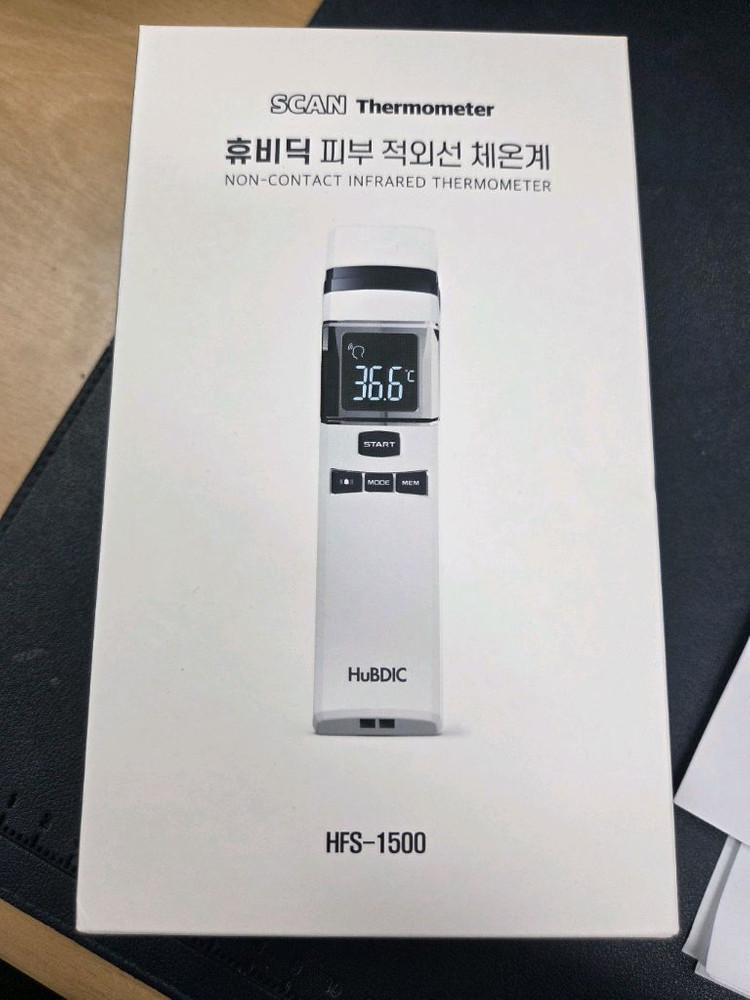 SCAN Thermometer
휴비딕 피부 적외선 체온계
NON-CONTACT INFRARED THERMOMETER
36.6 ℃
START
MODE MEM
HuBDIC
HFS-1500